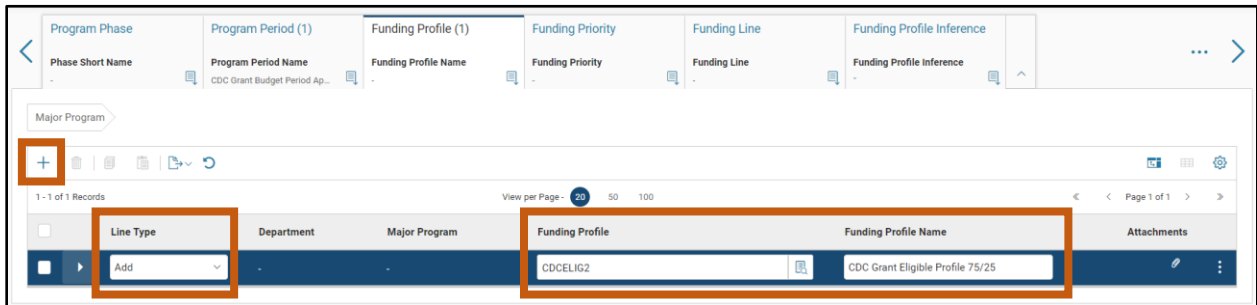 Program Phase Program Period (1) Funding Profile (1) Funding Priority Funding Line Funding Profile Inference
Phase Short Name Program Period Name Funding Profile Name Funding Priority Funding Line Funding Profile Inference
- CDC Grant Budget Period Ap... - - - -
Major Program
1 - 1 of 1 Records View per Page - 20 50 100 Page 1 of 1
Line Type Department Major Program Funding Profile Funding Profile Name Attachments
Add - - CDCELIG2 CDC Grant Eligible Profile 75/25